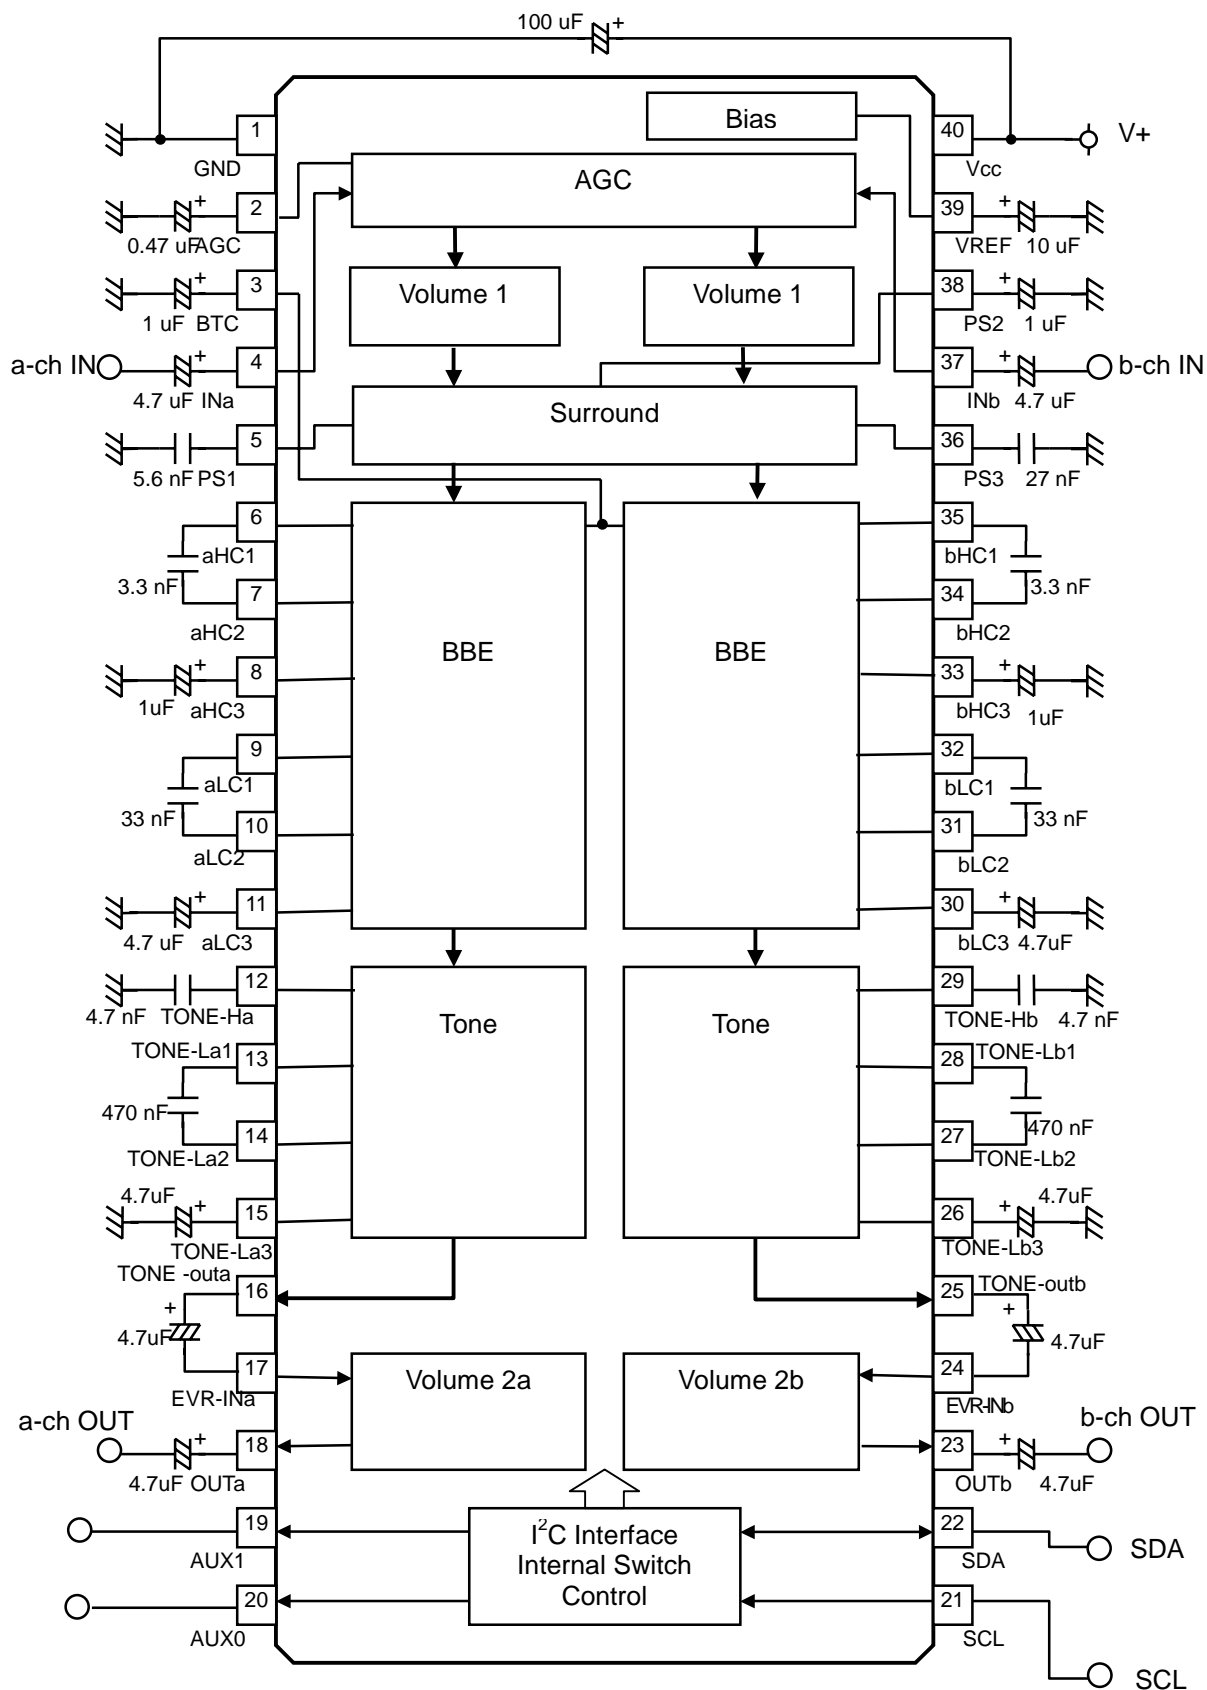 100 uF +
Bias
1
40
V+
GND
Vcc
AGC
+
2
39
+
0.47 uF
AGC
VREF
10 uF
+
3
Volume 1
Volume 1
38
+
1 uF
BTC
PS2
1 uF
a-ch IN
+
4
37
+
b-ch IN
4.7 uF
INa
INb
4.7 uF
Surround
5
36
5.6 nF
PS1
PS3
27 nF
6
35
aHC1
bHC1
3.3 nF
3.3 nF
7
34
aHC2
bHC2
BBE
BBE
+
8
33
+
1uF
aHC3
bHC3
1uF
9
32
aLC1
bLC1
33 nF
33 nF
10
31
aLC2
bLC2
+
11
30
+
4.7 uF
aLC3
bLC3
4.7uF
12
29
4.7 nF
TONE-Ha
TONE-Hb
4.7 nF
Tone
Tone
TONE-La1
13
28
TONE-Lb1
470 nF
470 nF
14
27
TONE-La2
TONE-Lb2
4.7uF
4.7uF
+
15
26
+
TONE-La3
TONE-Lb3
TONE -outa
TONE-outb
16
25
+
+
4.7uF
4.7uF
17
Volume 2a
Volume 2b
24
EVR-INa
EVR-INb
a-ch OUT
b-ch OUT
+
18
23
+
4.7uF
OUTa
OUTb
4.7uF
19
I²C Interface
22
Internal Switch
AUX1
SDA
SDA
Control
20
21
AUX0
SCL
SCL